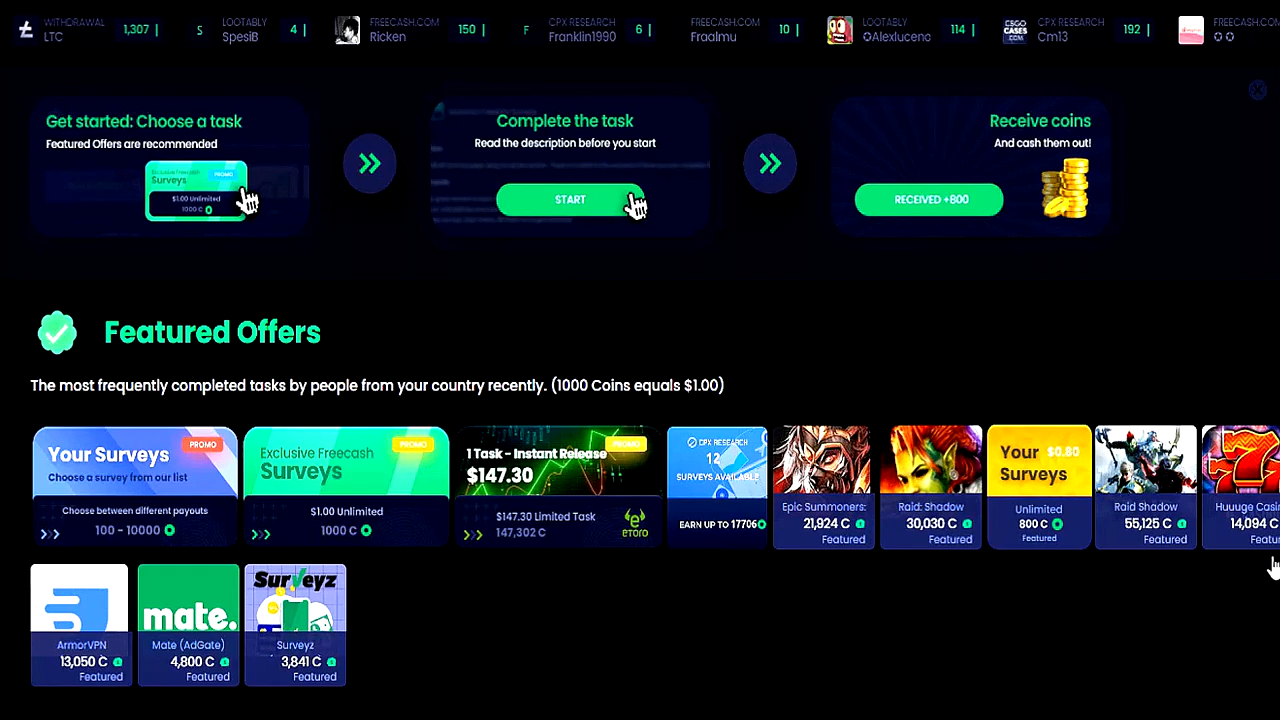 WITHDRAWAL
LTC
1,307
S
LOOTABLY
SpesiB
4
FREECASH.COM
Ricken
150
F
CPX RESEARCH
Franklin1990
6
FREECASH.COM
Fraalmu
10
LOOTABLY
✪Alexluceno
114
CSGO
CASES
.COM
CPX RESEARCH
Cm13
192
FREECASH.CO
Get started: Choose a task
Featured Offers are recommended
Exclusive Freecash
Surveys
PROMO
$1.00 Unlimited
1000 C
Complete the task
Read the description before you start
START
Receive coins
And cash them out!
RECEIVED +800
Featured Offers
The most frequently completed tasks by people from your country recently. (1000 Coins equals $1.00)
PROMO
Your Surveys
Choose a survey from our list
Choose between different payouts
100 - 10000
PROMO
Exclusive Freecash
Surveys
$1.00 Unlimited
1000 C
PROMO
1 Task - Instant Release
$147.30
$147.30 Limited Task
147,302 C
etoro
CPX RESEARCH
12
SURVEYS AVAILABLE
EARN UP TO 17706
Epic Summoners:
21,924 C
Featured
Raid: Shadow
30,030 C
Featured
Your $0.80
Surveys
Unlimited
800 C
Featured
Raid Shadow
55,125 C
Featured
Huuuge Casi
14,094 C
Featu
ArmorVPN
13,050 C
Featured
mate.
Mate (AdGate)
4,800 C
Featured
Surveyz
Surveyz
3,841 C
Featured